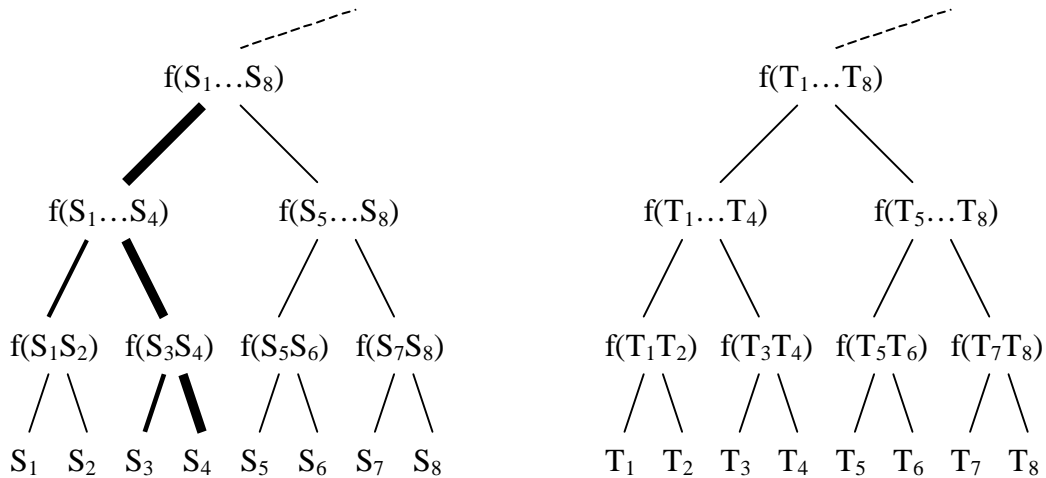 f(S₁…S₈) f(T₁…T₈)
f(S₁…S₄) f(S₅…S₈) f(T₁…T₄) f(T₅…T₈)
f(S₁S₂) f(S₃S₄) f(S₅S₆) f(S₇S₈) f(T₁T₂) f(T₃T₄) f(T₅T₆) f(T₇T₈)
S₁ S₂ S₃ S₄ S₅ S₆ S₇ S₈ T₁ T₂ T₃ T₄ T₅ T₆ T₇ T₈